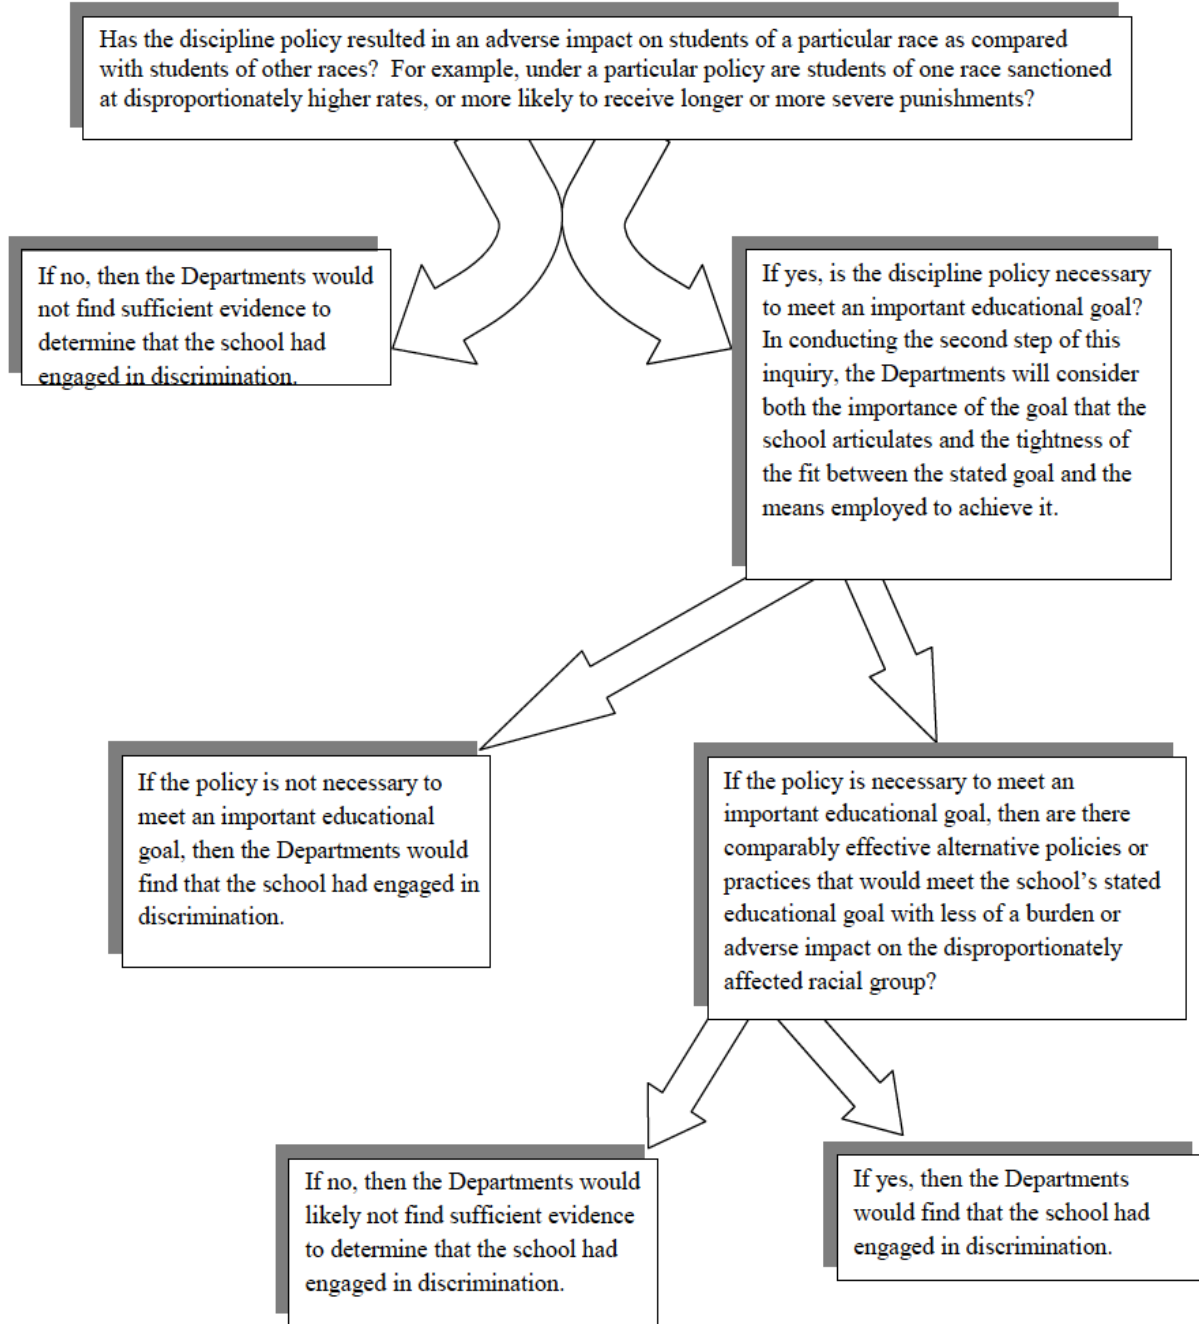 Has the discipline policy resulted in an adverse impact on students of a particular race as compared
with students of other races?  For example, under a particular policy are students of one race sanctioned
at disproportionately higher rates, or more likely to receive longer or more severe punishments?
If no, then the Departments would
not find sufficient evidence to
determine that the school had
engaged in discrimination.
If yes, is the discipline policy necessary
to meet an important educational goal?
In conducting the second step of this
inquiry, the Departments will consider
both the importance of the goal that the
school articulates and the tightness of
the fit between the stated goal and the
means employed to achieve it.
If the policy is not necessary to
meet an important educational
goal, then the Departments would
find that the school had engaged in
discrimination.
If the policy is necessary to meet an
important educational goal, then are there
comparably effective alternative policies or
practices that would meet the school’s stated
educational goal with less of a burden or
adverse impact on the disproportionately
affected racial group?
If no, then the Departments would
likely not find sufficient evidence
to determine that the school had
engaged in discrimination.
If yes, then the Departments
would find that the school had
engaged in discrimination.